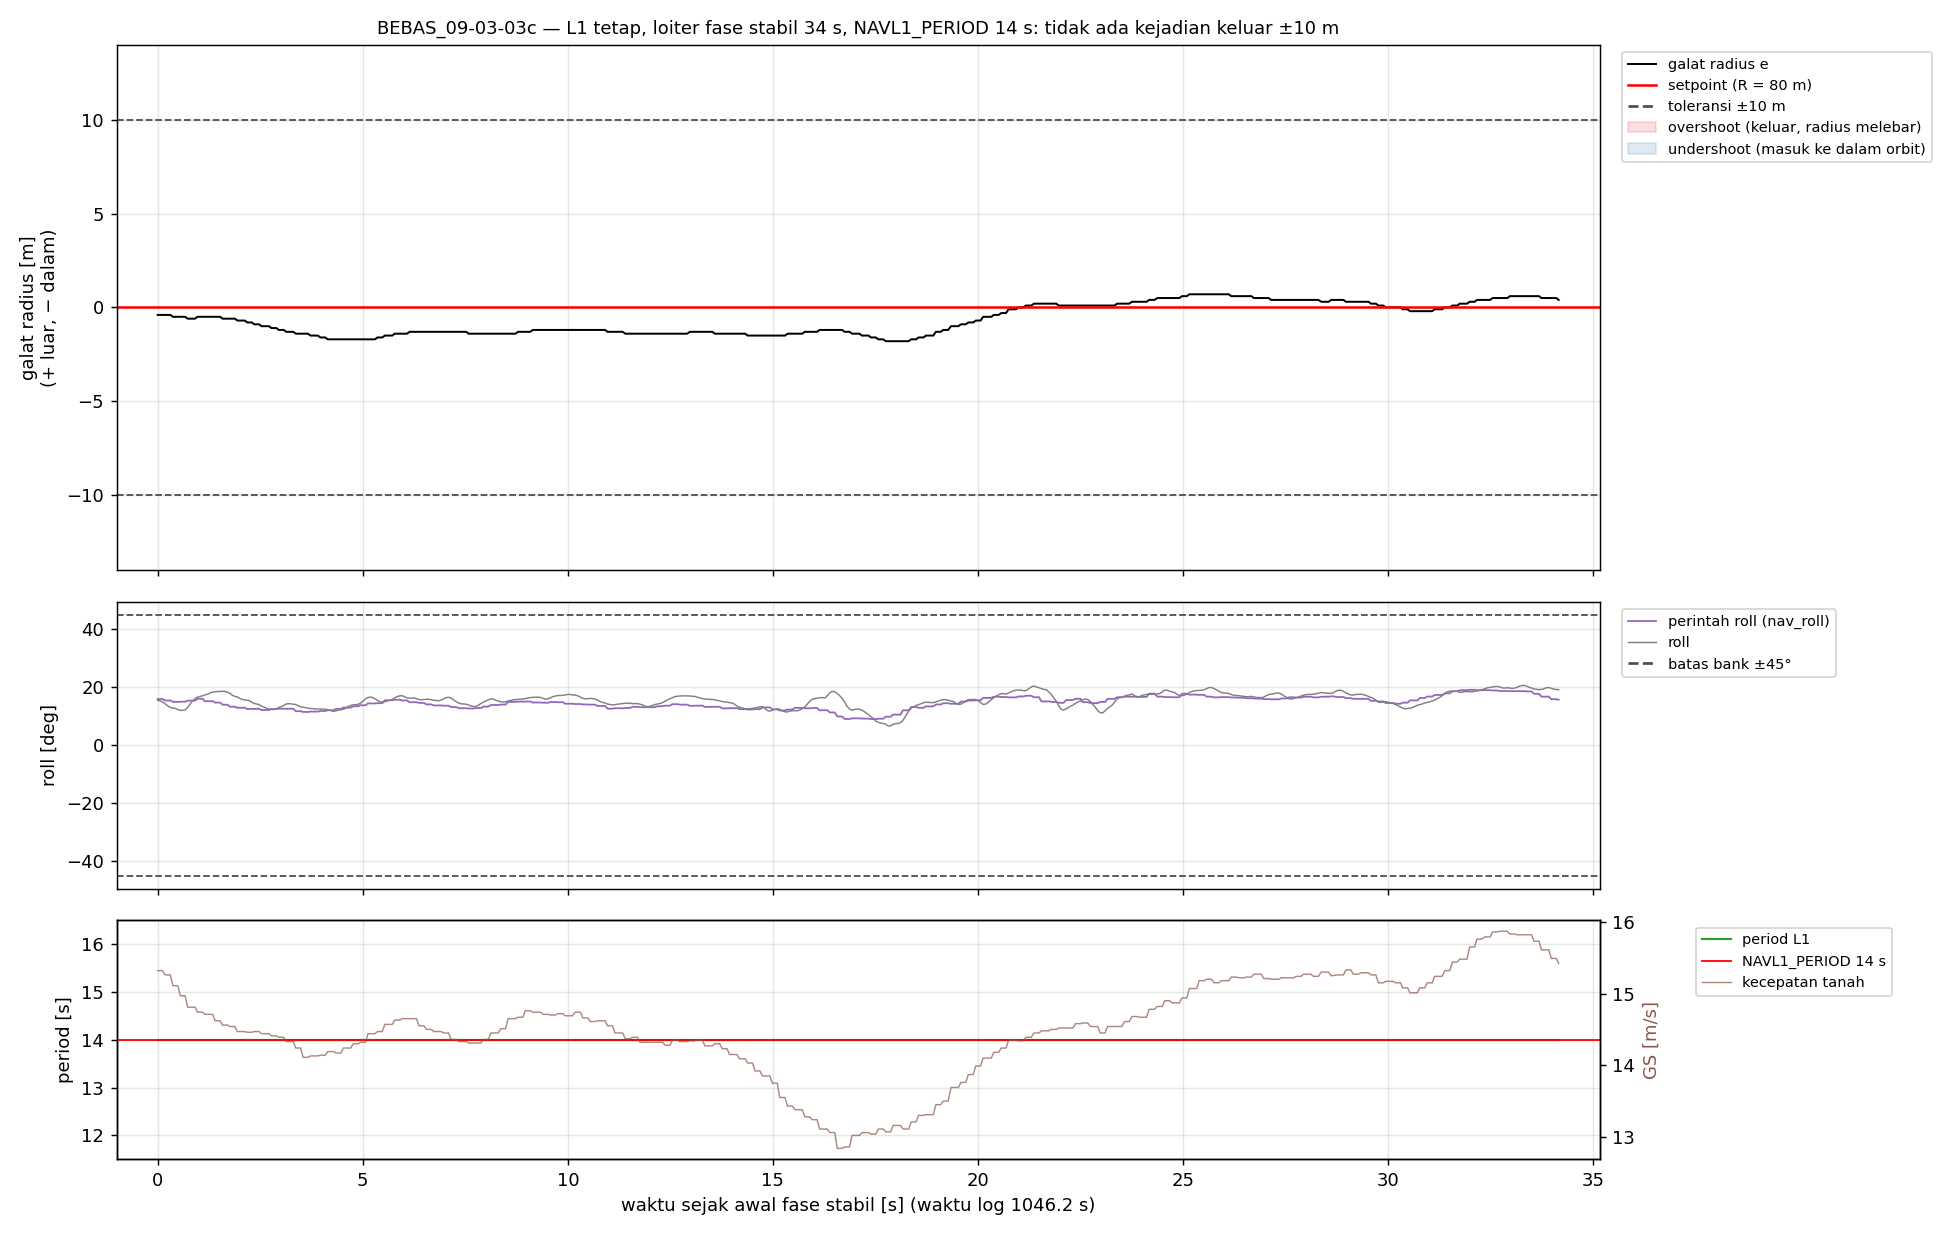 BEBAS_09-03-03c — L1 tetap, loiter fase stabil 34 s, NAVL1_PERIOD 14 s: tidak ada kejadian keluar ±10 m
galat radius [m]
(+ luar, − dalam)
10
5
0
−5
−10
galat radius e
setpoint (R = 80 m)
toleransi ±10 m
overshoot (keluar, radius melebar)
undershoot (masuk ke dalam orbit)
roll [deg]
40
20
0
−20
−40
perintah roll (nav_roll)
roll
batas bank ±45°
period [s]
16
15
14
13
12
16
15
14
13
GS [m/s]
period L1
NAVL1_PERIOD 14 s
kecepatan tanah
0 5 10 15 20 25 30 35
waktu sejak awal fase stabil [s] (waktu log 1046.2 s)